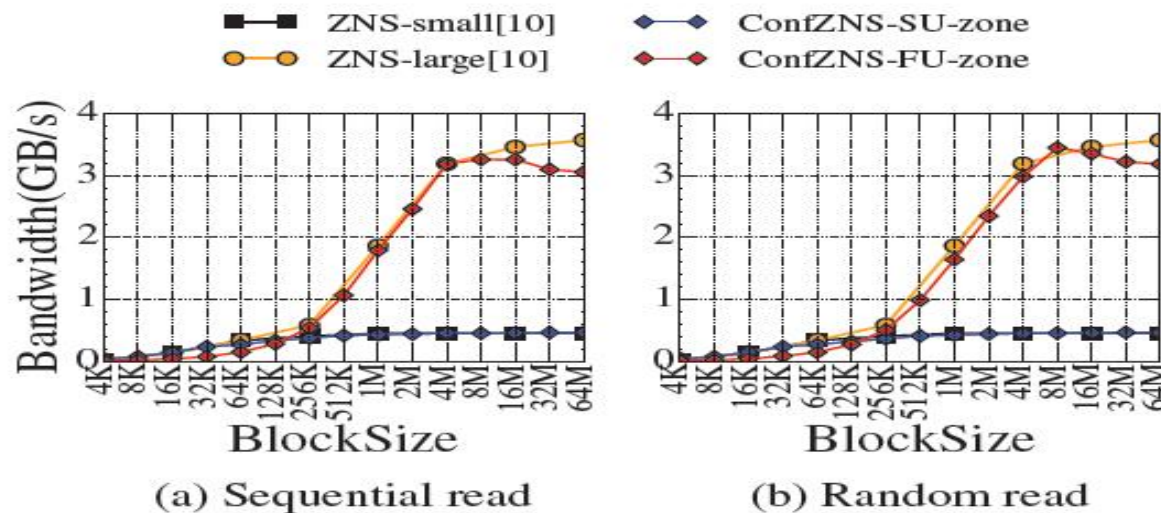 ZNS-small[10]
ConfZNS-SU-zone
ZNS-large[10]
ConfZNS-FU-zone
Bandwidth(GB/s)
4
3
2
1
0
4K
8K
16K
32K
64K
128K
256K
512K
1M
2M
4M
8M
16M
32M
64M
BlockSize
(a) Sequential read
4
3
2
1
0
4K
8K
16K
32K
64K
128K
256K
512K
1M
2M
4M
8M
16M
32M
64M
BlockSize
(b) Random read